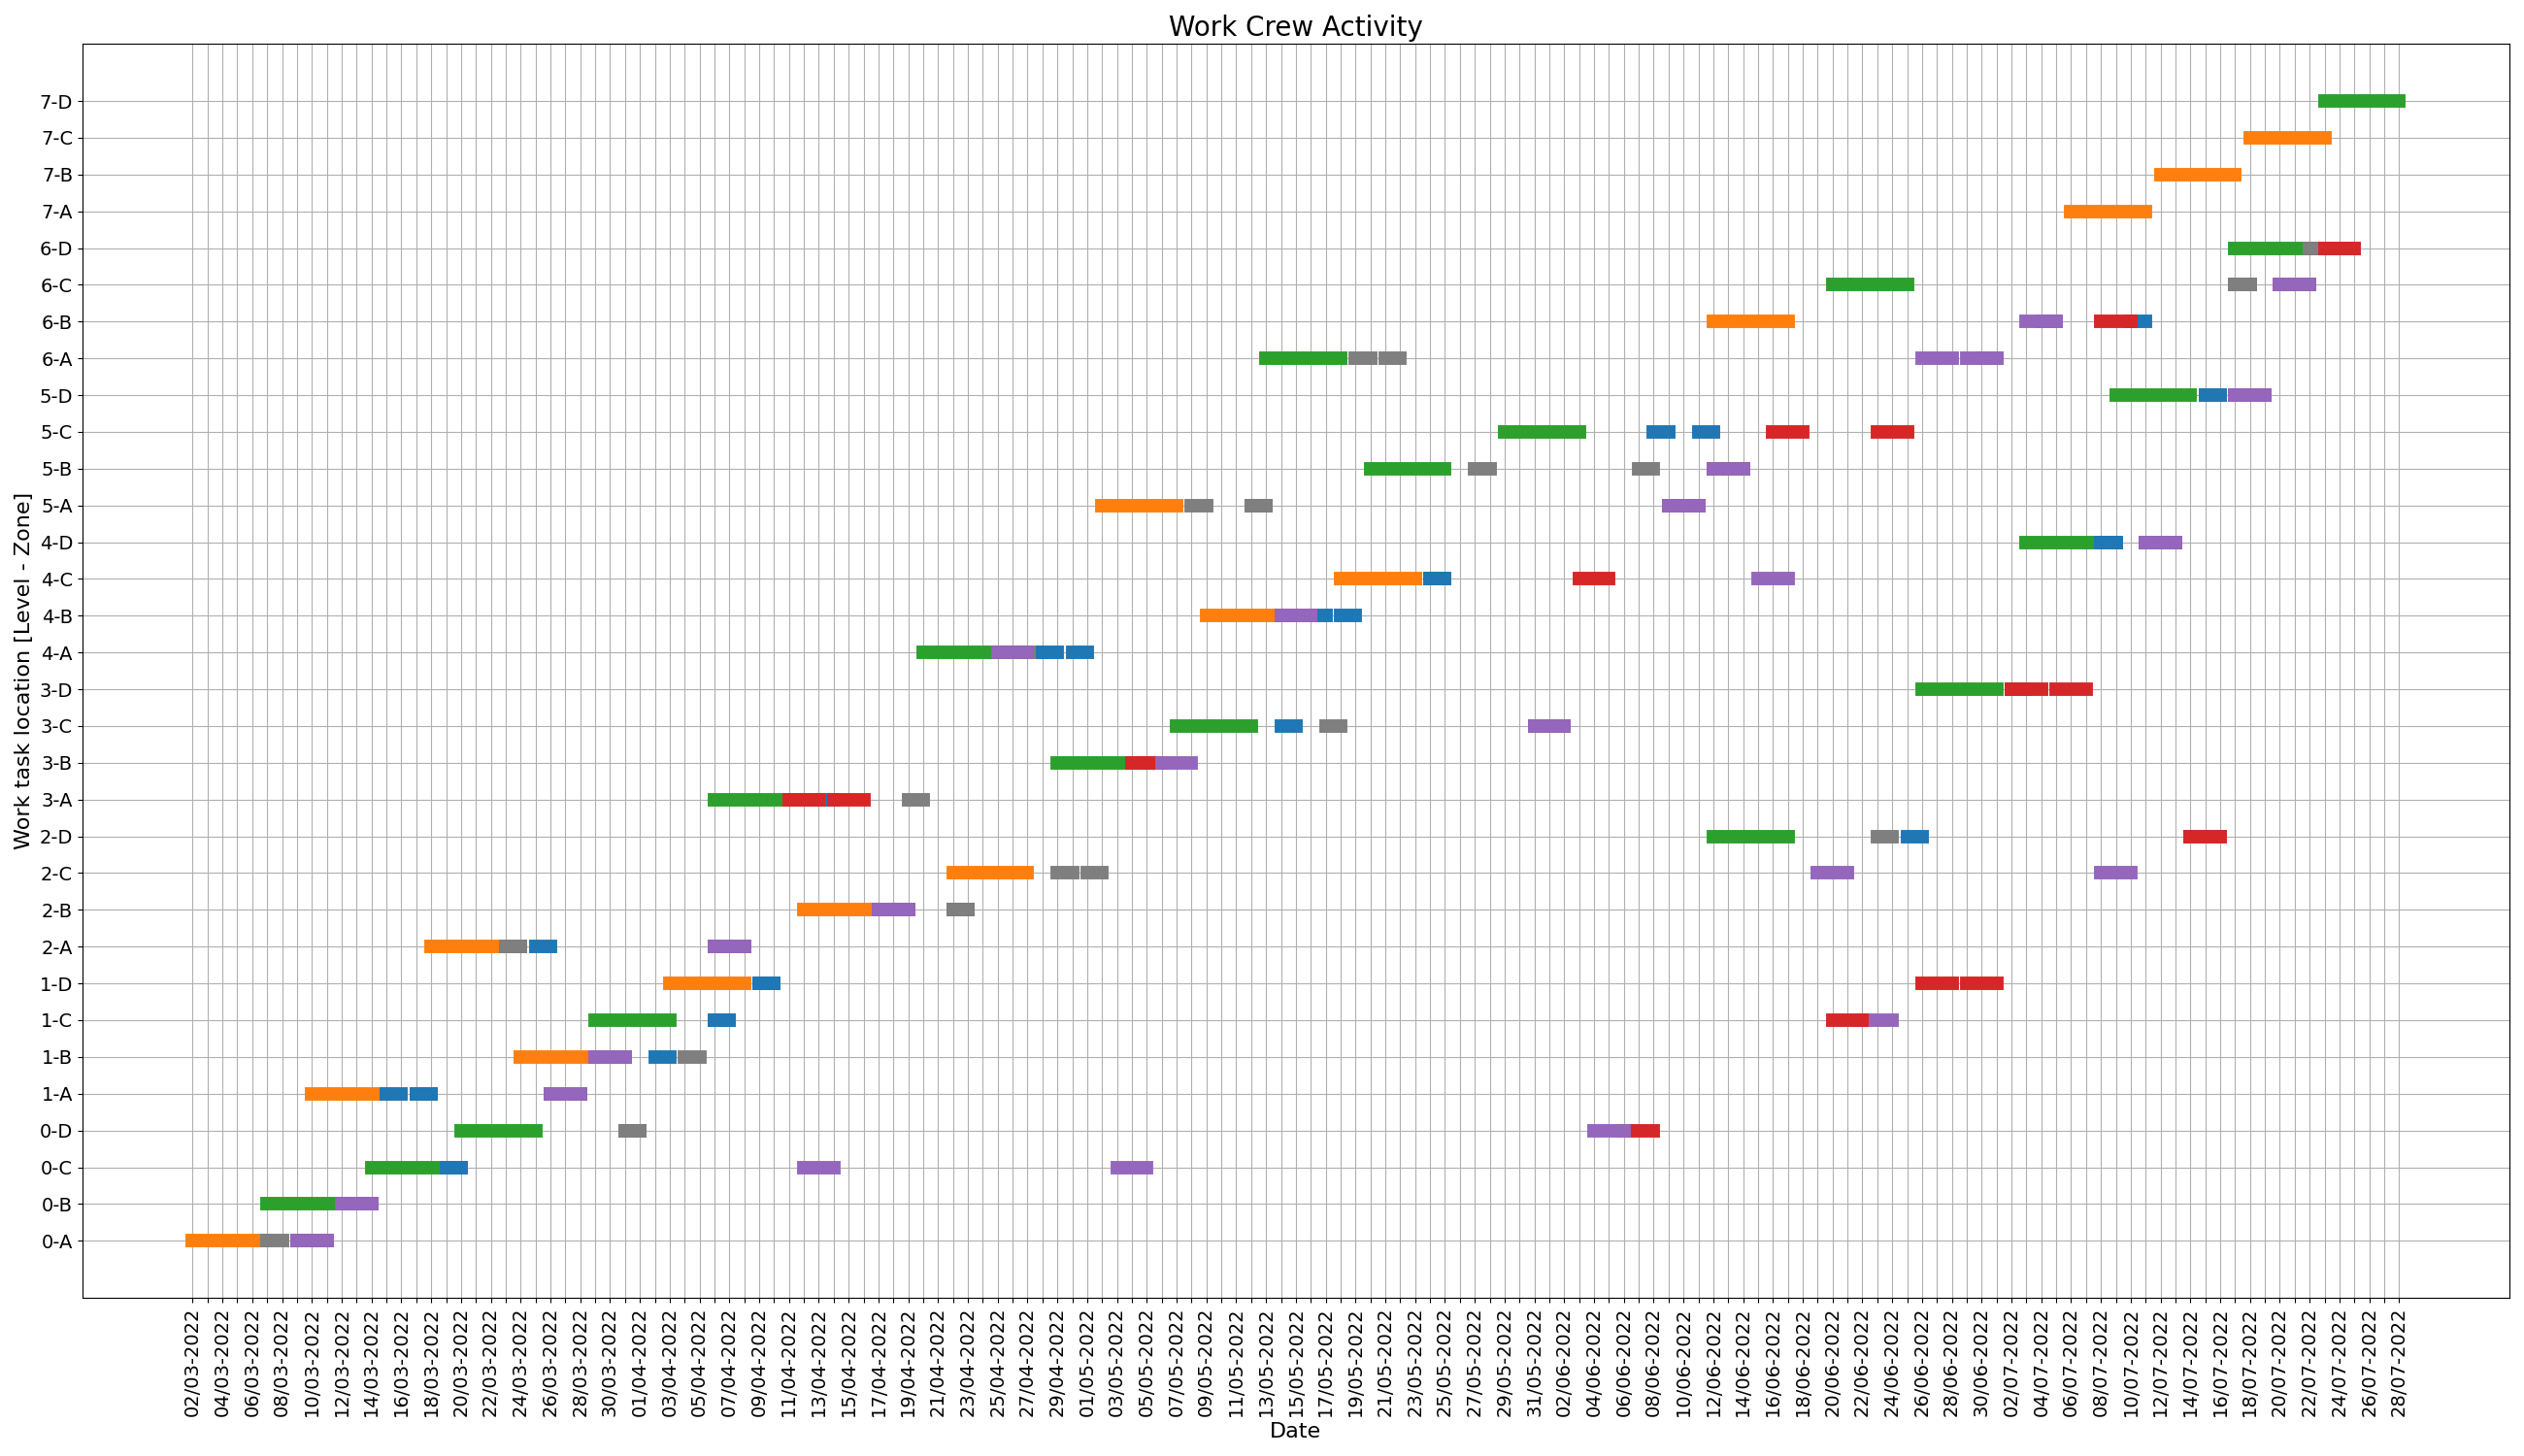 Work Crew Activity
Work task location [Level - Zone]
7-D
7-C
7-B
7-A
6-D
6-C
6-B
6-A
5-D
5-C
5-B
5-A
4-D
4-C
4-B
4-A
3-D
3-C
3-B
3-A
2-D
2-C
2-B
2-A
1-D
1-C
1-B
1-A
0-D
0-C
0-B
0-A
02/03-2022
04/03-2022
06/03-2022
08/03-2022
10/03-2022
12/03-2022
14/03-2022
16/03-2022
18/03-2022
20/03-2022
22/03-2022
24/03-2022
26/03-2022
28/03-2022
30/03-2022
01/04-2022
03/04-2022
05/04-2022
07/04-2022
09/04-2022
11/04-2022
13/04-2022
15/04-2022
17/04-2022
19/04-2022
21/04-2022
23/04-2022
25/04-2022
27/04-2022
29/04-2022
01/05-2022
03/05-2022
05/05-2022
07/05-2022
09/05-2022
11/05-2022
13/05-2022
15/05-2022
17/05-2022
19/05-2022
21/05-2022
23/05-2022
25/05-2022
27/05-2022
29/05-2022
31/05-2022
02/06-2022
04/06-2022
06/06-2022
08/06-2022
10/06-2022
12/06-2022
14/06-2022
16/06-2022
18/06-2022
20/06-2022
22/06-2022
24/06-2022
26/06-2022
28/06-2022
30/06-2022
02/07-2022
04/07-2022
06/07-2022
08/07-2022
10/07-2022
12/07-2022
14/07-2022
16/07-2022
18/07-2022
20/07-2022
22/07-2022
24/07-2022
26/07-2022
28/07-2022
Date